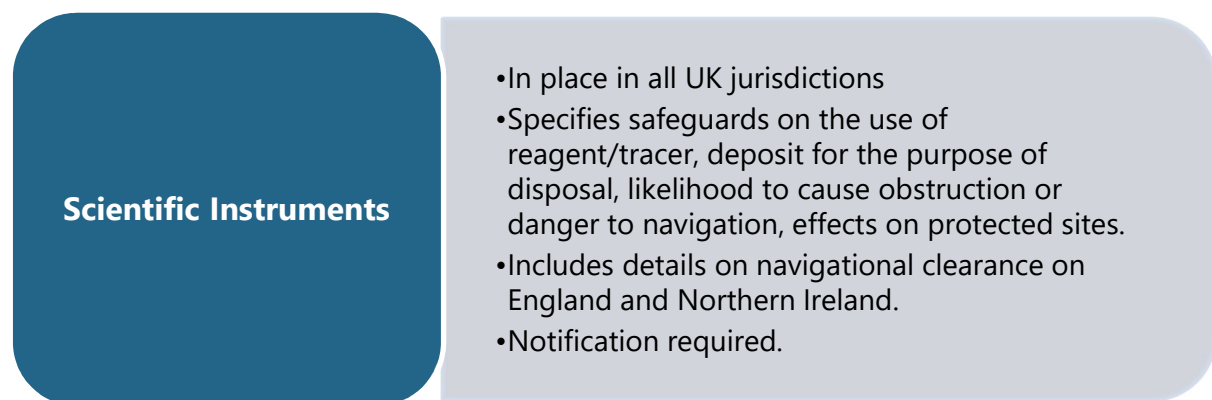 Scientific Instruments
•In place in all UK jurisdictions
•Specifies safeguards on the use of
reagent/tracer, deposit for the purpose of
disposal, likelihood to cause obstruction or
danger to navigation, effects on protected sites.
•Includes details on navigational clearance on
England and Northern Ireland.
•Notification required.